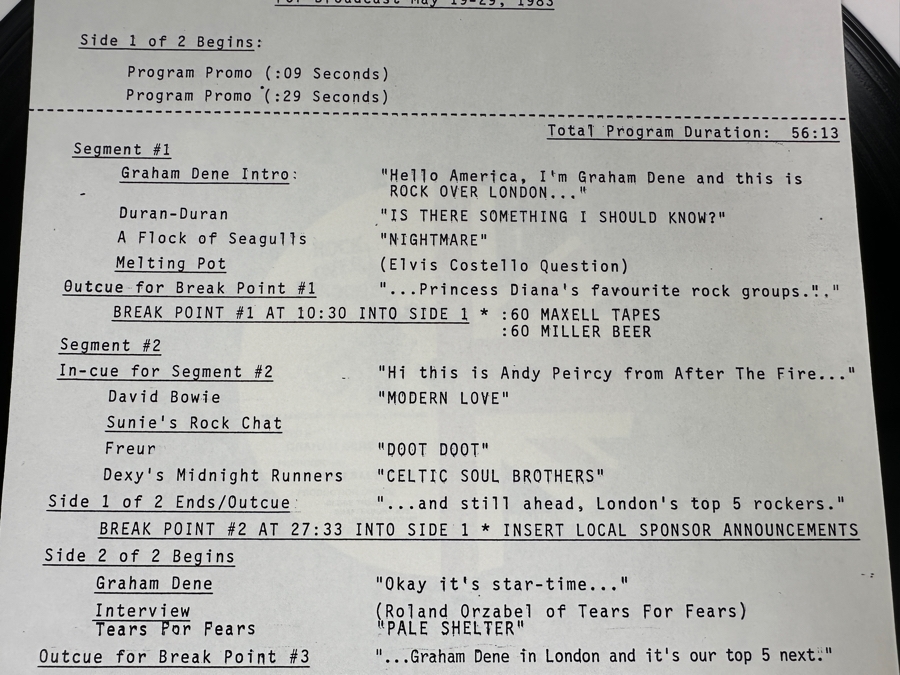 For Broadcast May 19-29, 1983
Side 1 of 2 Begins:
Program Promo (:09 Seconds)
Program Promo (:29 Seconds)
Total Program Duration: 56:13
Segment #1
Graham Dene Intro: "Hello America, I'm Graham Dene and this is
ROCK OVER LONDON..."
Duran-Duran "IS THERE SOMETHING I SHOULD KNOW?"
A Flock of Seagulls "NIGHTMARE"
Melting Pot (Elvis Costello Question)
Outcue for Break Point #1 "...Princess Diana's favourite rock groups..."
BREAK POINT #1 AT 10:30 INTO SIDE 1 * :60 MAXELL TAPES
:60 MILLER BEER
Segment #2
In-cue for Segment #2 "Hi this is Andy Peircy from After The Fire..."
David Bowie "MODERN LOVE"
Sunie's Rock Chat
Freur "DOOT DOOT"
Dexy's Midnight Runners "CELTIC SOUL BROTHERS"
Side 1 of 2 Ends/Outcue: "...and still ahead, London's top 5 rockers."
BREAK POINT #2 AT 27:33 INTO SIDE 1 * INSERT LOCAL SPONSOR ANNOUNCEMENTS
Side 2 of 2 Begins
Graham Dene "Okay it's star-time..."
Interview (Roland Orzabel of Tears For Fears)
Tears For Fears "PALE SHELTER"
Outcue for Break Point #3 "...Graham Dene in London and it's our top 5 next."